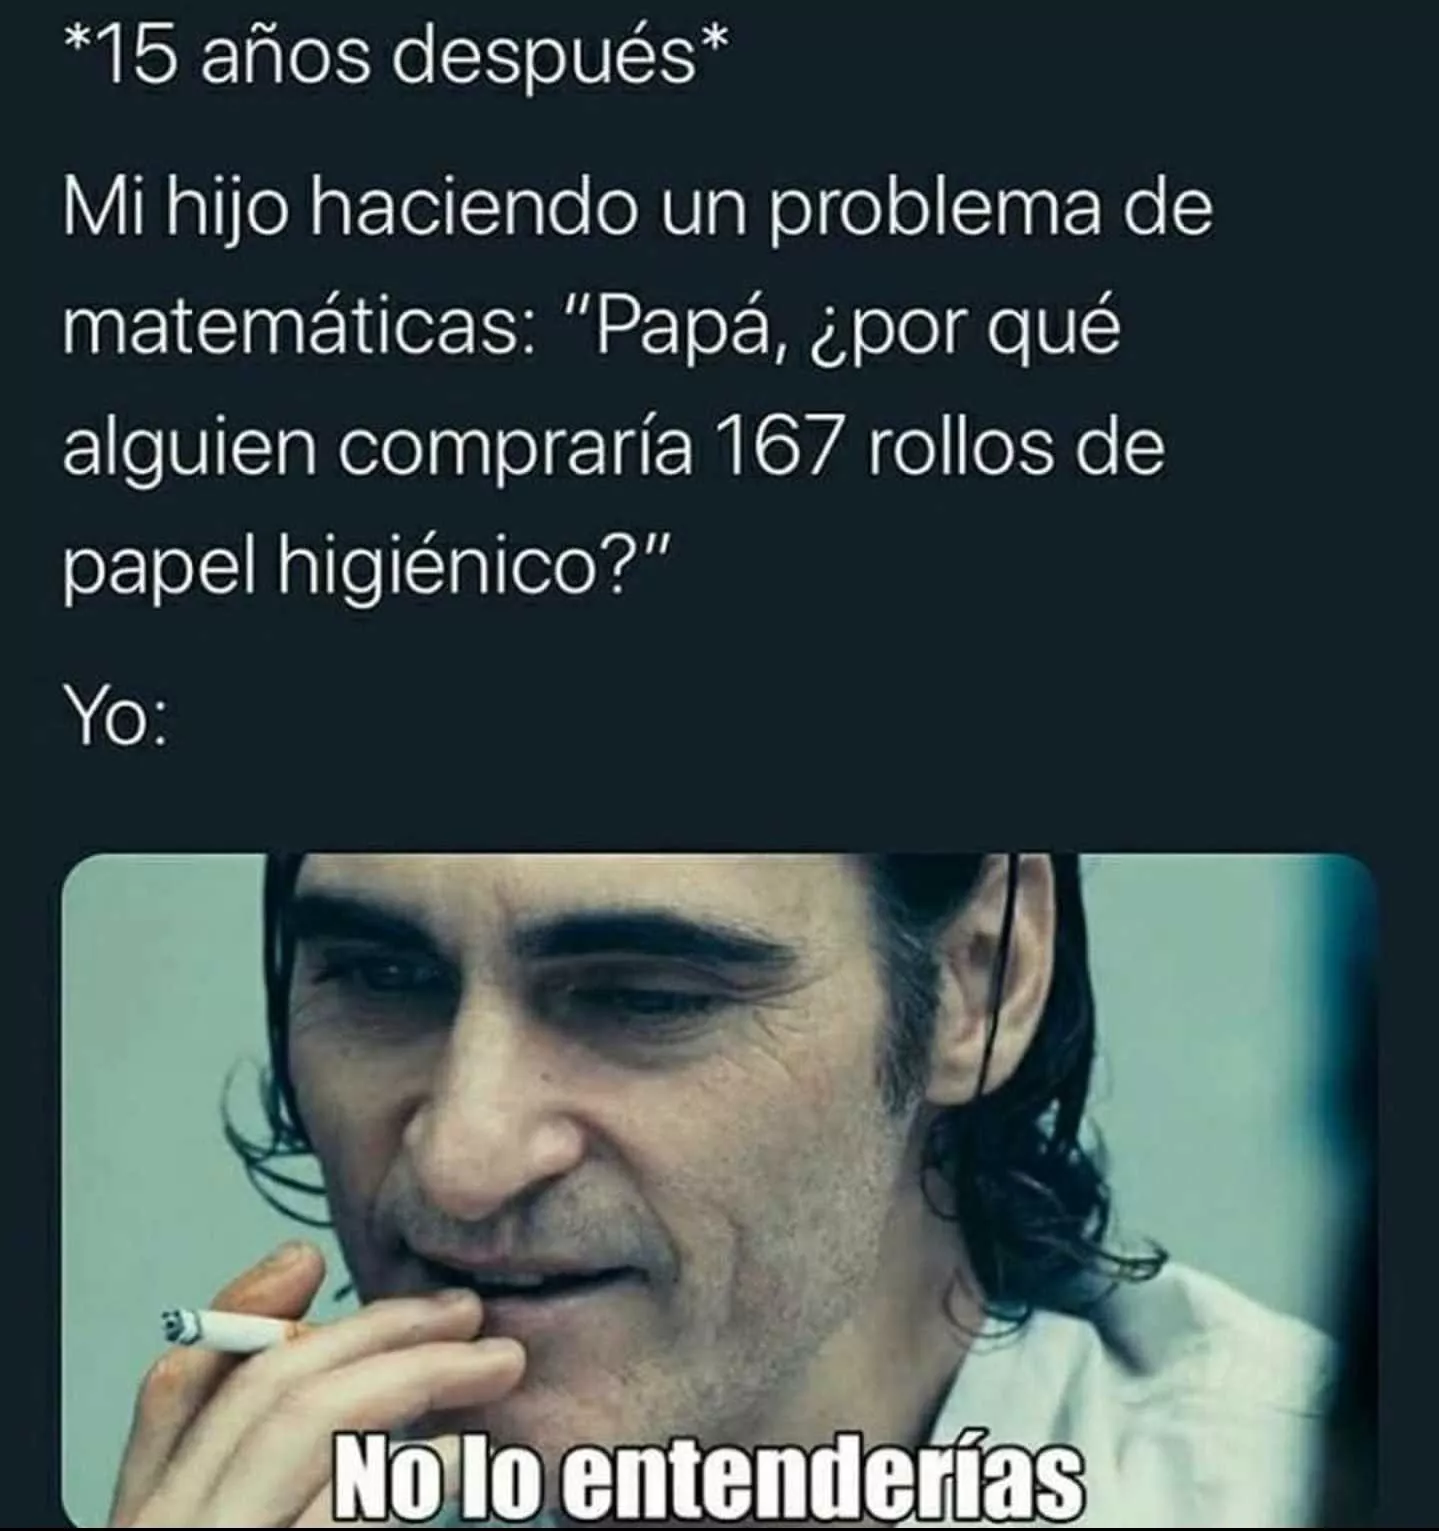 *15 años después*
Mi hijo haciendo un problema de
matemáticas: "Papá, ¿por qué
alguien compraría 167 rollos de
papel higiénico?"
Yo:
No lo entenderías